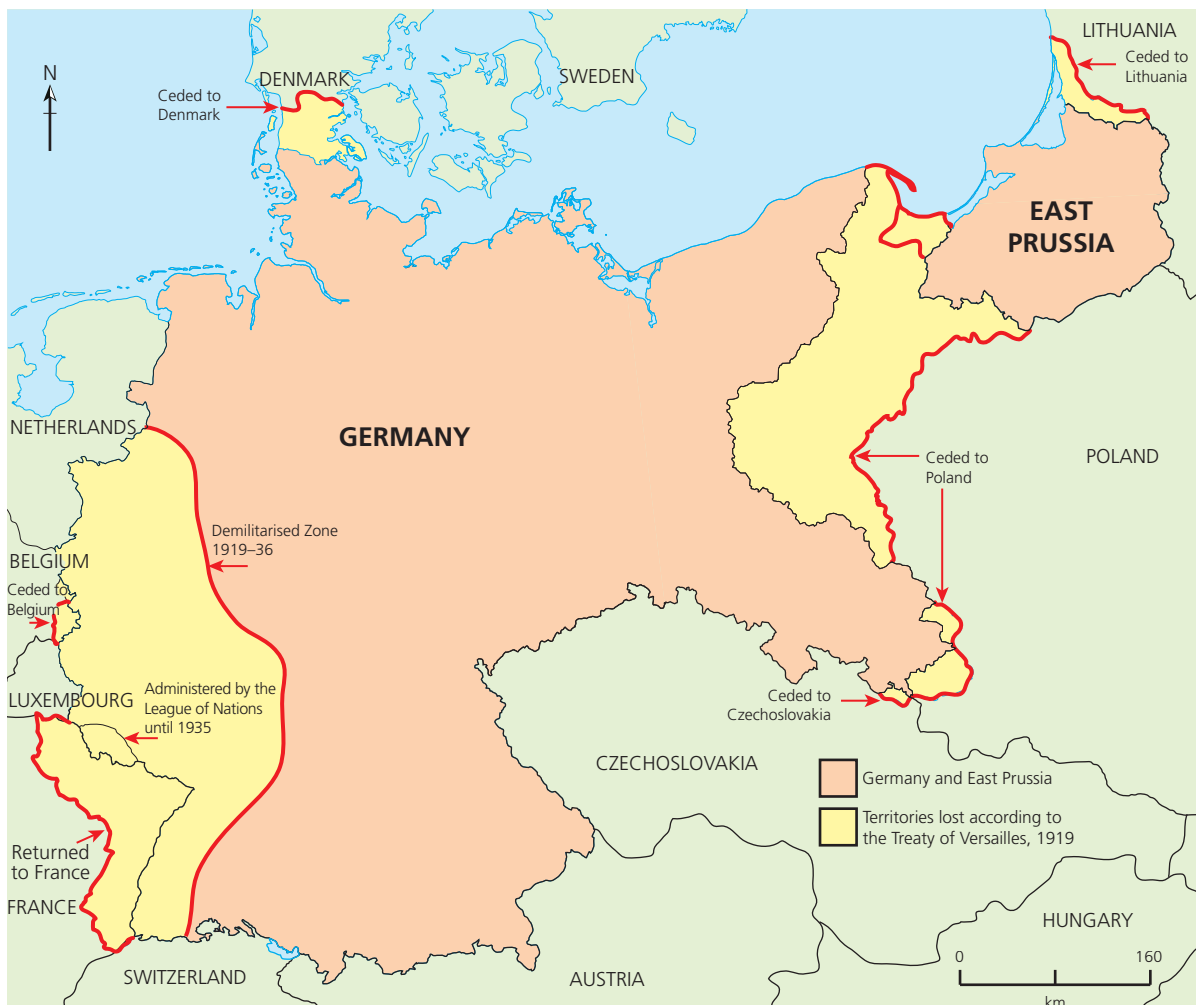 LITHUANIA
Ceded to
Lithuania
N
DENMARK
SWEDEN
Ceded to
Denmark
EAST
PRUSSIA
NETHERLANDS
GERMANY
Ceded to
Poland
POLAND
Demilitarised Zone
1919–36
BELGIUM
Ceded to
Belgium
LUXEMBOURG
Administered by the
League of Nations
until 1935
Ceded to
Czechoslovakia
CZECHOSLOVAKIA
Germany and East Prussia
Territories lost according to
the Treaty of Versailles, 1919
Returned
to France
FRANCE
HUNGARY
SWITZERLAND
AUSTRIA
0 160
km